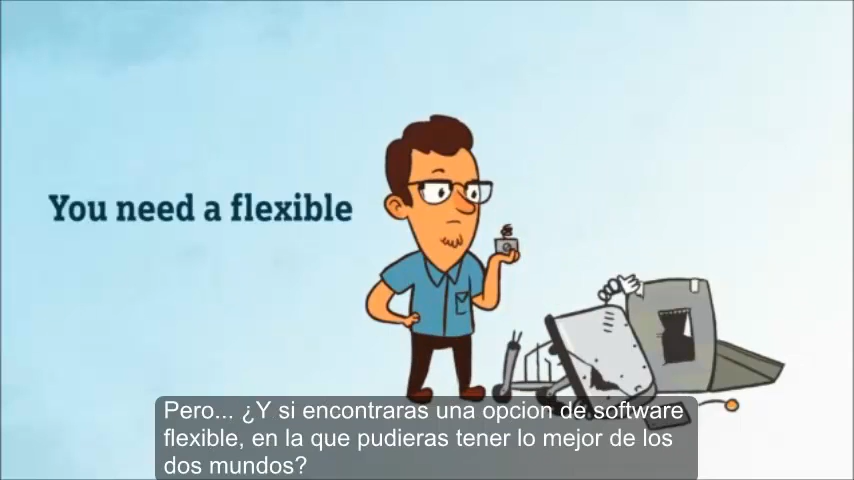 You need a flexible
Pero... ¿Y si encontraras una opcion de software
flexible, en la que pudieras tener lo mejor de los
dos mundos?